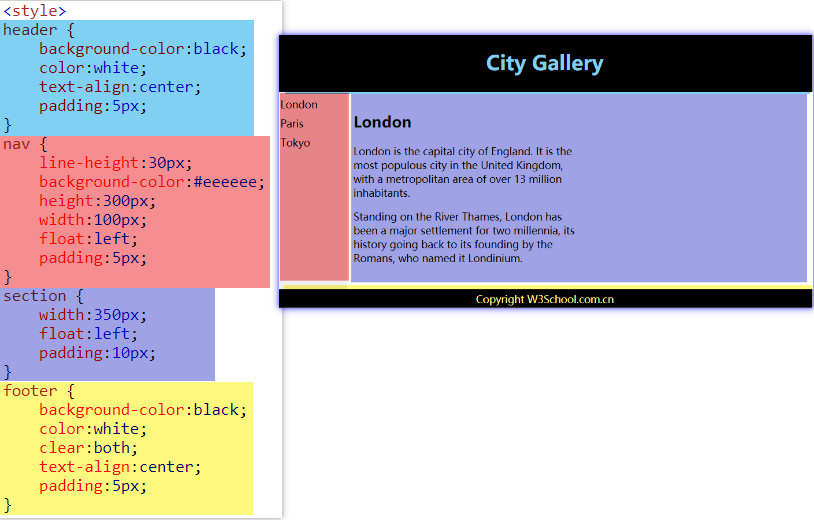 <style>
header {
    background-color:black;
    color:white;
    text-align:center;
    padding:5px;
}
nav {
    line-height:30px;
    background-color:#eeeeee;
    height:300px;
    width:100px;
    float:left;
    padding:5px;
}
section {
    width:350px;
    float:left;
    padding:10px;
}
footer {
    background-color:black;
    color:white;
    clear:both;
    text-align:center;
    padding:5px;
}
City Gallery
London
Paris
Tokyo
London
London is the capital city of England. It is the
most populous city in the United Kingdom,
with a metropolitan area of over 13 million
inhabitants.
Standing on the River Thames, London has
been a major settlement for two millennia, its
history going back to its founding by the
Romans, who named it Londinium.
Copyright W3School.com.cn